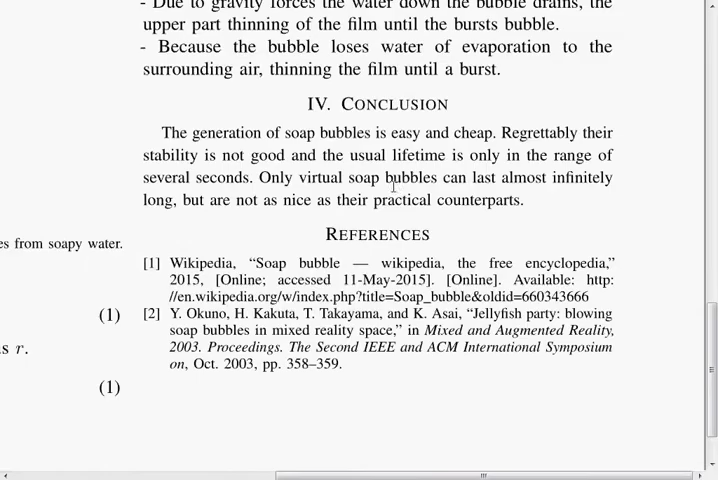 - Due to gravity forces the water down the bubble drains, the
upper part thinning of the film until the bursts bubble.
- Because the bubble loses water of evaporation to the
surrounding air, thinning the film until a burst.
IV. CONCLUSION
The generation of soap bubbles is easy and cheap. Regrettably their
stability is not good and the usual lifetime is only in the range of
several seconds. Only virtual soap bubbles can last almost infinitely
long, but are not as nice as their practical counterparts.
REFERENCES
[1] Wikipedia, “Soap bubble — wikipedia, the free encyclopedia,”
2015, [Online; accessed 11-May-2015]. [Online]. Available: http:
//en.wikipedia.org/w/index.php?title=Soap_bubble&oldid=660343666
[2] Y. Okuno, H. Kakuta, T. Takayama, and K. Asai, “Jellyfish party: blowing
soap bubbles in mixed reality space,” in Mixed and Augmented Reality,
2003. Proceedings. The Second IEEE and ACM International Symposium
on, Oct. 2003, pp. 358–359.
es from soapy water.
(1)
s r.
(1)